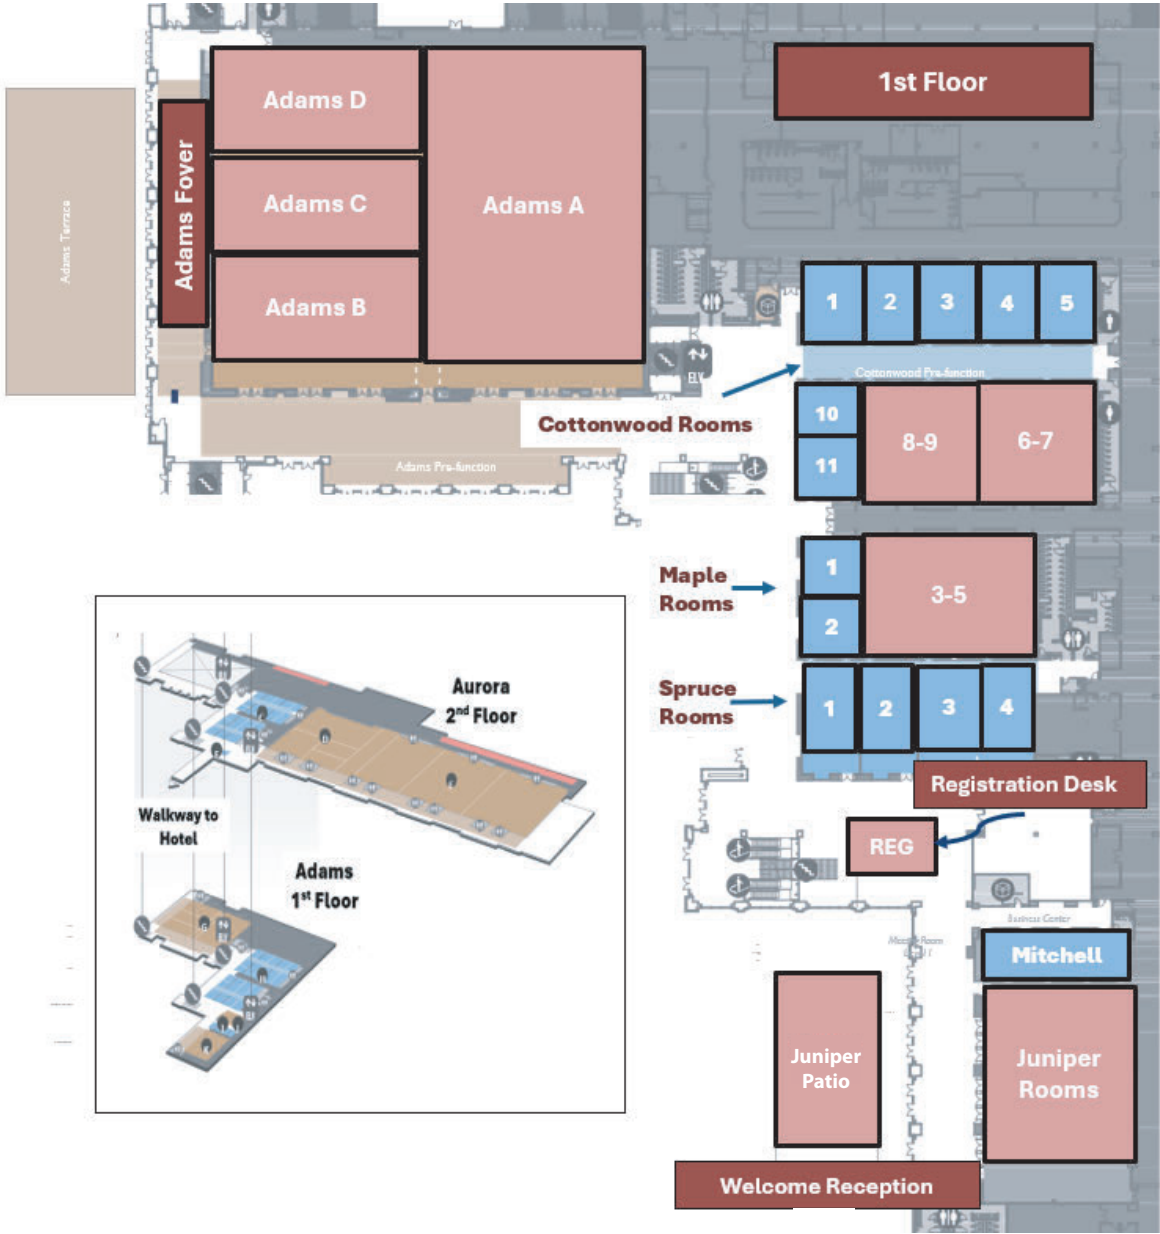 1st Floor
Adams D
Adams C
Adams B
Adams A
Adams Foyer
Adams Terrace
1
2
3
4
5
ELV
Cottonwood Pre-function
Cottonwood Rooms
10
11
8-9
6-7
Adams Pre-function
Maple
Rooms
1
2
3-5
Spruce
Rooms
1
2
3
4
Registration Desk
REG
Business Center
Mitchell
Juniper
Patio
Juniper
Rooms
Welcome Reception
Aurora
2nd Floor
Walkway to
Hotel
Adams
1st Floor